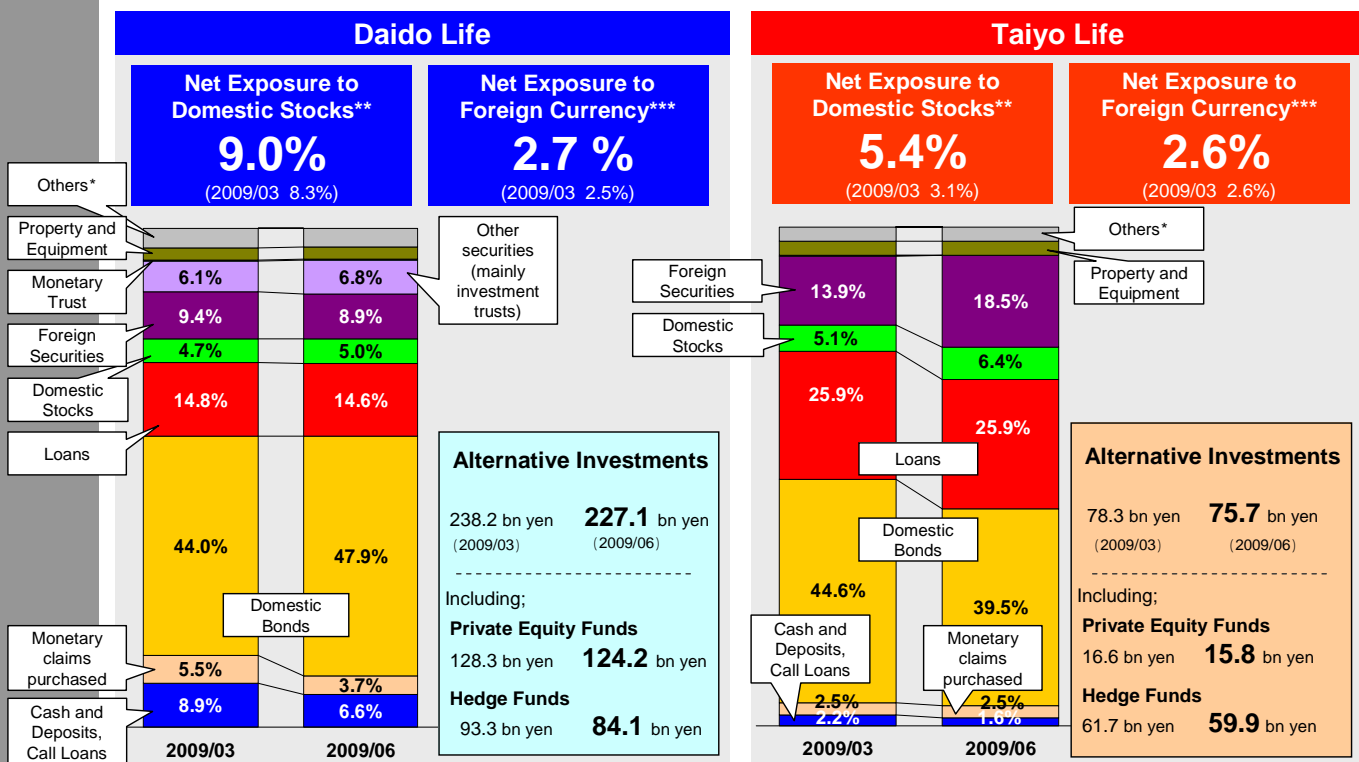 Daido Life
Net Exposure to
Domestic Stocks**
9.0%
(2009/03 8.3%)
Net Exposure to
Foreign Currency***
2.7 %
(2009/03 2.5%)
Others*
Property and
Equipment
Monetary
Trust
Foreign
Securities
Domestic
Stocks
Loans
Monetary
claims
purchased
Cash and
Deposits,
Call Loans
6.1%
9.4%
4.7%
14.8%
44.0%
5.5%
8.9%
2009/03
6.8%
8.9%
5.0%
14.6%
47.9%
3.7%
6.6%
2009/06
Domestic
Bonds
Other
securities
(mainly
investment
trusts)
Alternative Investments
238.2 bn yen 227.1 bn yen
(2009/03) (2009/06)
Including;
Private Equity Funds
128.3 bn yen 124.2 bn yen
Hedge Funds
93.3 bn yen 84.1 bn yen
Taiyo Life
Net Exposure to
Domestic Stocks**
5.4%
(2009/03 3.1%)
Net Exposure to
Foreign Currency***
2.6%
(2009/03 2.6%)
Foreign
Securities
Domestic
Stocks
13.9%
5.1%
25.9%
44.6%
2.5%
2.2%
2009/03
Cash and
Deposits,
Call Loans
Loans
Domestic
Bonds
Monetary
claims
purchased
18.5%
6.4%
25.9%
39.5%
2.5%
1.6%
2009/06
Others*
Property and
Equipment
Alternative Investments
78.3 bn yen 75.7 bn yen
(2009/03) (2009/06)
Including;
Private Equity Funds
16.6 bn yen 15.8 bn yen
Hedge Funds
61.7 bn yen 59.9 bn yen